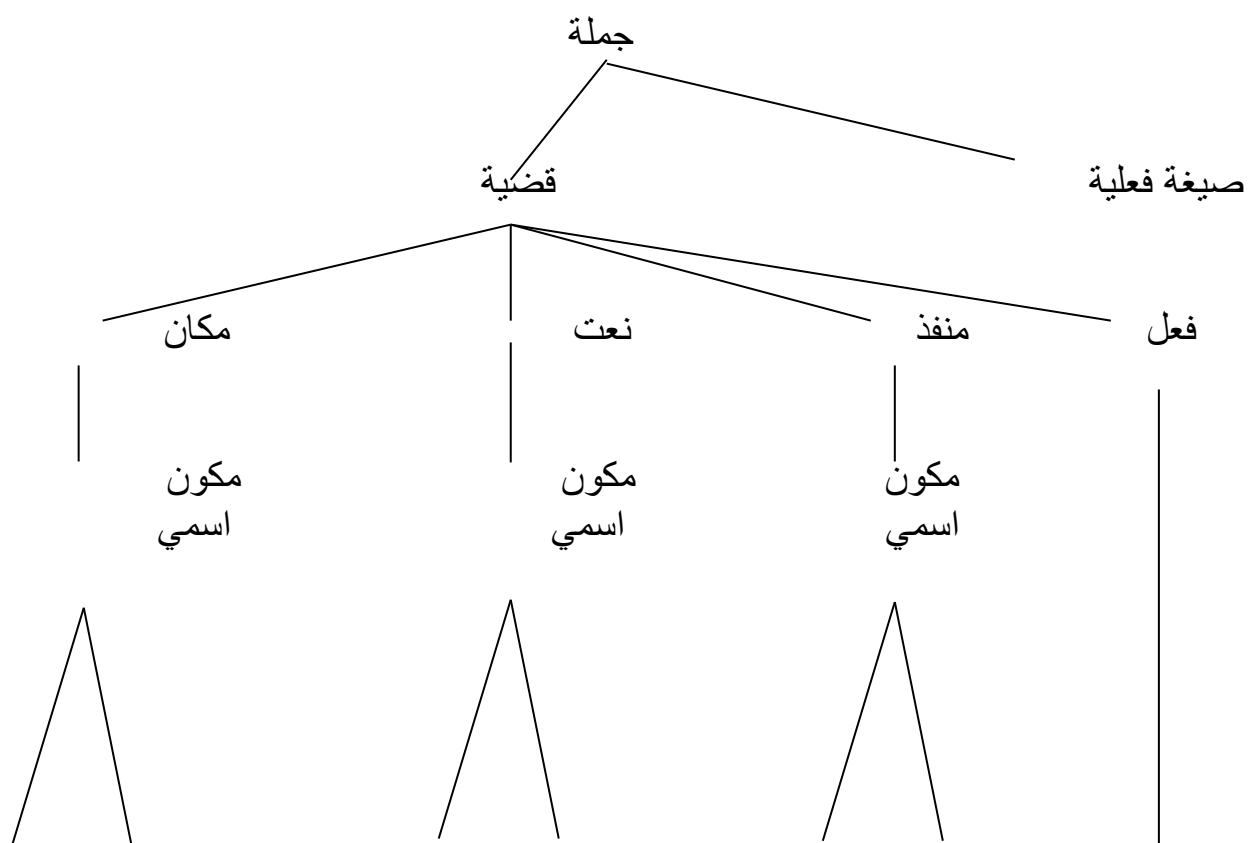 جملة
صيغة فعلية
قضية
فعل
منفذ
نعت
مكان
مكون
اسمي
مكون
اسمي
مكون
اسمي